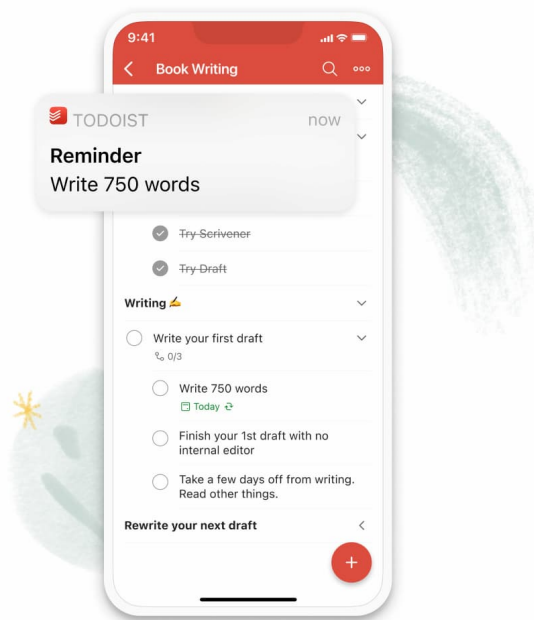 9:41
Book Writing
TODOIST
now
Reminder
Write 750 words
Try Scrivener
Try Draft
Writing ✍️
Write your first draft
0/3
Write 750 words
Today
Finish your 1st draft with no
internal editor
Take a few days off from writing.
Read other things.
Rewrite your next draft